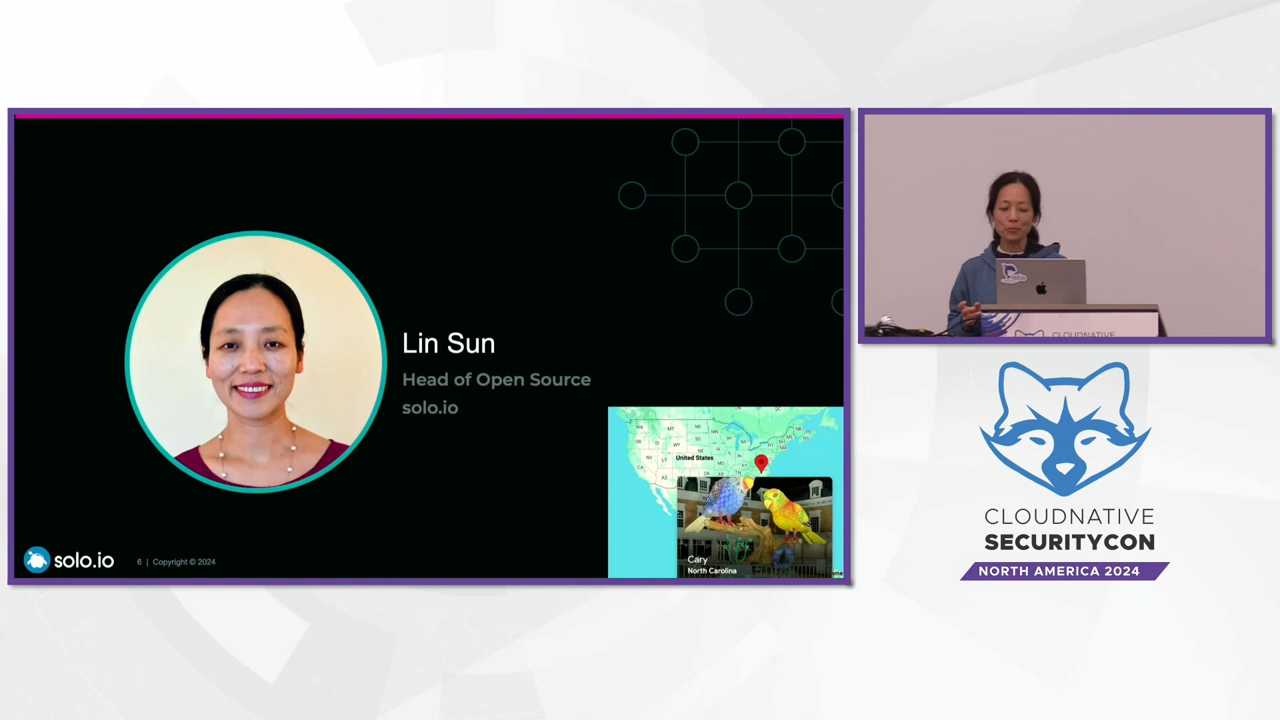 Lin Sun
Head of Open Source
solo.io
United States
Cary
North Carolina
solo.io
6 | Copyright © 2024
CLOUDNATIVE
CLOUDNATIVE
SECURITYCON
NORTH AMERICA 2024